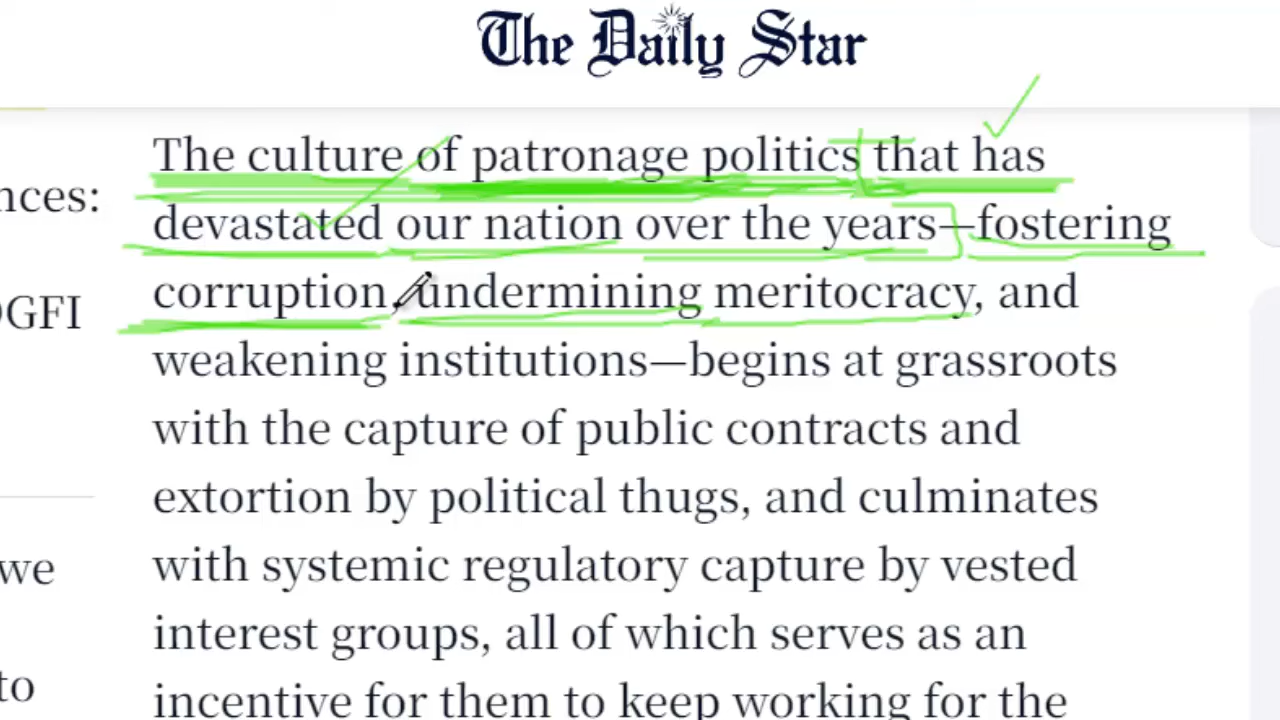 The Daily Star
The culture of patronage politics that has
nces:
devastated our nation over the years—fostering
corruption, undermining meritocracy, and
OGFI
weakening institutions—begins at grassroots
with the capture of public contracts and
extortion by political thugs, and culminates
we
with systemic regulatory capture by vested
interest groups, all of which serves as an
to
incentive for them to keep working for the